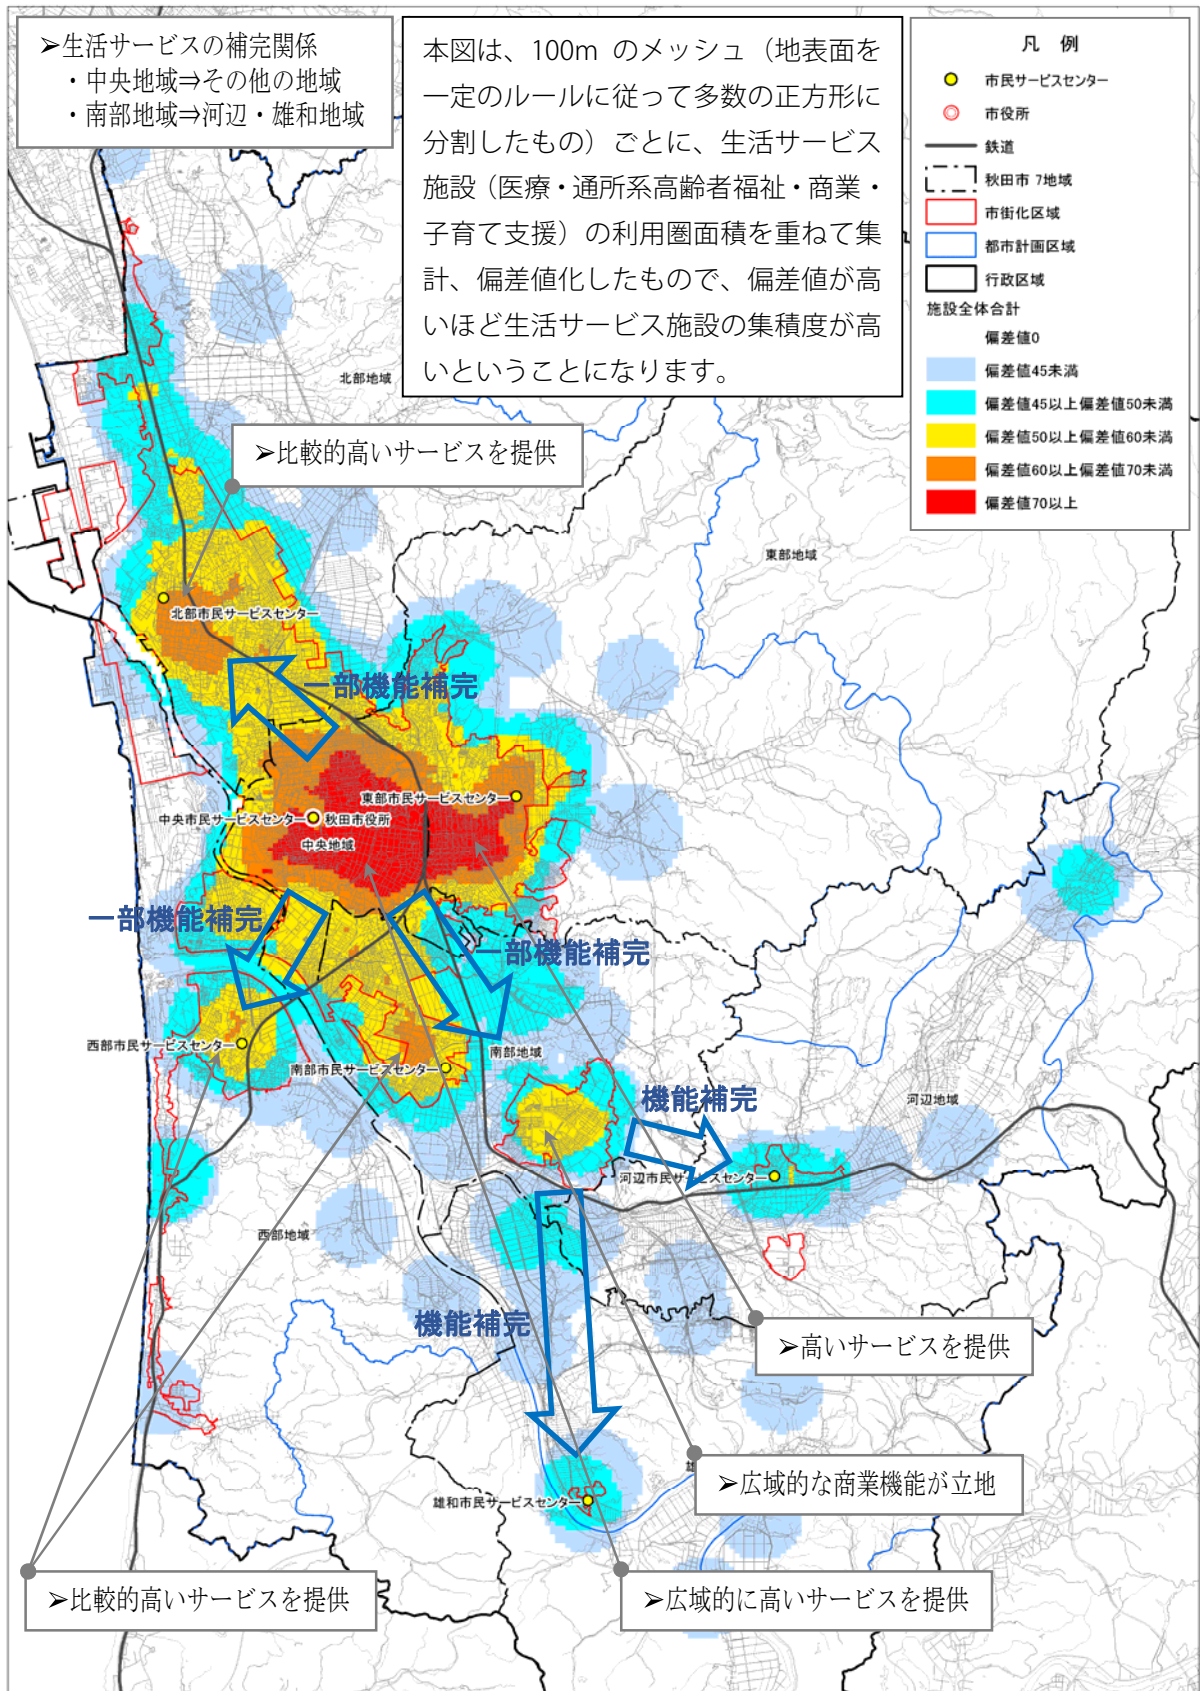 ➢生活サービスの補完関係
・中央地域⇒その他の地域
・南部地域⇒河辺・雄和地域
本図は、100m のメッシュ（地表面を
一定のルールに従って多数の正方形に
分割したもの）ごとに、生活サービス
施設（医療・通所系高齢者福祉・商業・
子育て支援）の利用圏面積を重ねて集
計、偏差値化したもので、偏差値が高
いほど生活サービス施設の集積度が高
いということになります。
凡 例
市民サービスセンター
市役所
鉄道
秋田市 7地域
市街化区域
都市計画区域
行政区域
施設全体合計
偏差値0
偏差値45未満
偏差値45以上偏差値50未満
偏差値50以上偏差値60未満
偏差値60以上偏差値70未満
偏差値70以上
北部地域
➢比較的高いサービスを提供
東部地域
北部市民サービスセンター
一部機能補完
東部市民サービスセンター
中央市民サービスセンター
秋田市役所
中央地域
一部機能補完
一部機能補完
西部市民サービスセンター
南部市民サービスセンター
南部地域
機能補完
河辺地域
河辺市民サービスセンター
西部地域
機能補完
➢高いサービスを提供
➢広域的な商業機能が立地
雄和市民サービスセンター
➢比較的高いサービスを提供
➢広域的に高いサービスを提供